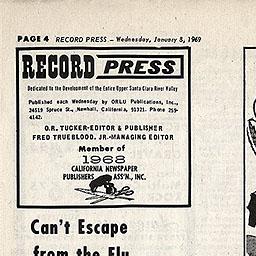 PAGE 4 RECORD PRESS – Wednesday, January 8, 1969
RECORD PRESS
Dedicated to the Development of the Entire Upper Santa Clara River Valley
Published each Wednesday by ORLU Publications, Inc.,
24519 Spruce St., Newhall, California, 91321. Phone 259-
4142.
O.R. TUCKER-EDITOR & PUBLISHER
FRED TRUEBLOOD, JR.-MANAGING EDITOR
Member of
1968
CALIFORNIA NEWSPAPER
PUBLISHERS ASS'N., INC.
Can't Escape
from the Flu